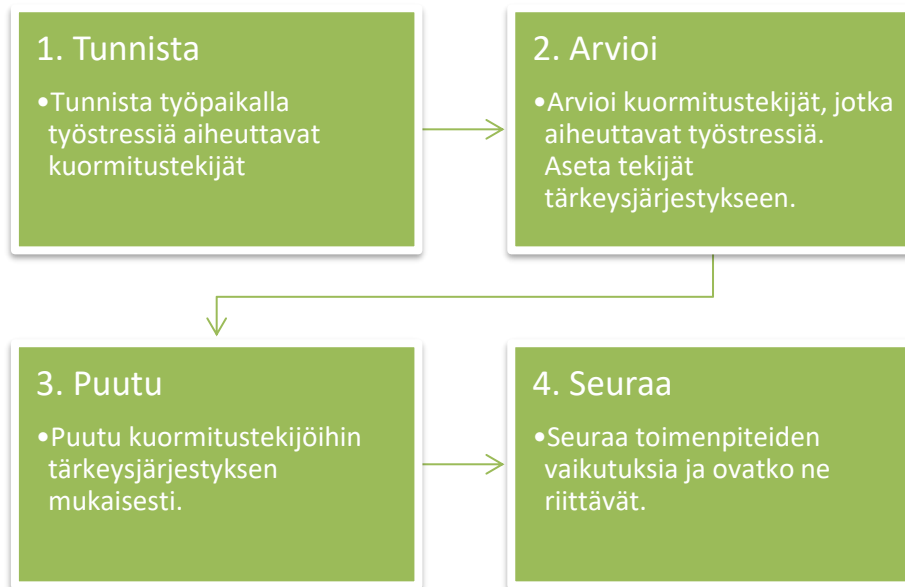 1. Tunnista
•Tunnista työpaikalla
työstressiä aiheuttavat
kuormitustekijät
2. Arvioi
•Arvioi kuormitustekijät, jotka
aiheuttavat työstressiä.
Aseta tekijät
tärkeysjärjestykseen.
3. Puutu
•Puutu kuormitustekijöihin
tärkeysjärjestyksen
mukaisesti.
4. Seuraa
•Seuraa toimenpiteiden
vaikutuksia ja ovatko ne
riittävät.